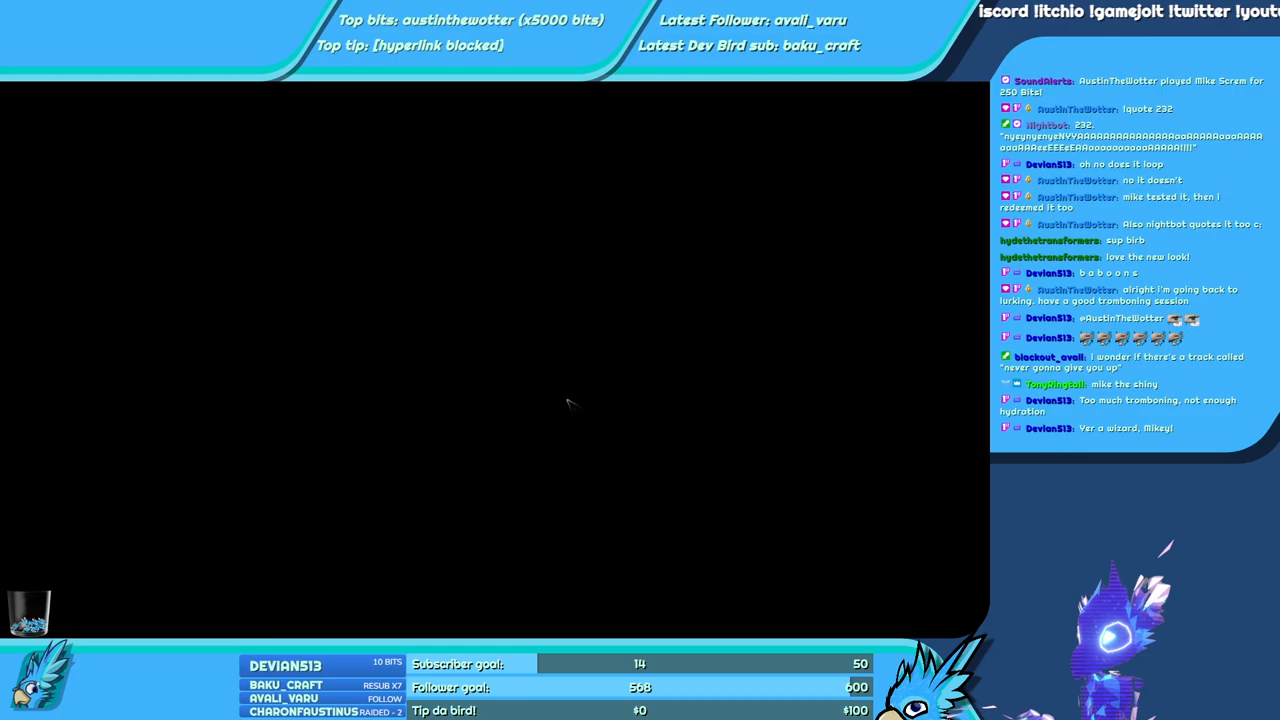 Top bits: austinthewotter (x5000 bits)
Top tip: [hyperlink blocked]
Latest Follower: avali_varu
Latest Dev Bird sub: baku_craft
iscord !itchio !gamejolt !twitter !yout
SoundAlerts: AustinTheWotter played Mike Screm for
250 Bits!
AustinTheWotter: !quote 232
Nightbot: 232.
AustinTheWotter: no it doesn't
Devian513: oh no does it loop
AustinTheWotter: mike tested it, then I
redeemed it too
AustinTheWotter: Also nightbot quotes it too c:
hydethetransformers: sup birb
hydethetransformers: love the new look!
Devian513: b a b o o n s
AustinTheWotter: alright i'm going back to
lurking, have a good tromboning session
Devian513: @AustinTheWotter
Devian513:
blackout_avali: I wonder if there's a track called
"never gonna give you up"
TonyRingtail: mike the shiny
Devian513: Too much tromboning, not enough
hydration
Devian513: Yer a wizard, Mikey!
DEVIAN513 10 BITS
BAKU_CRAFT RESUB X7
AVALI_VARU FOLLOW
CHARONFAUSTINUS RAIDED - 2
Subscriber goal: 14 50
Follower goal: 568 600
Tip da bird! $0 $100